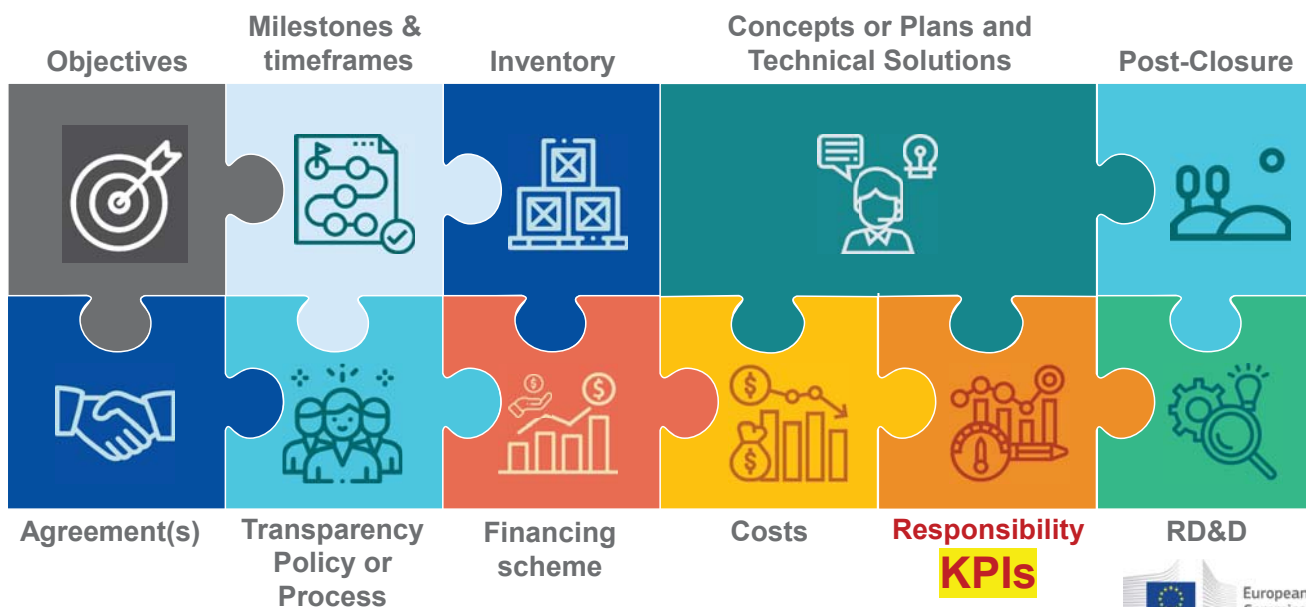 Objectives
Milestones &
timeframes
Inventory
Concepts or Plans and
Technical Solutions
Post-Closure
Agreement(s)
Transparency
Policy or
Process
Financing
scheme
Costs
Responsibility
KPIs
RD&D
European